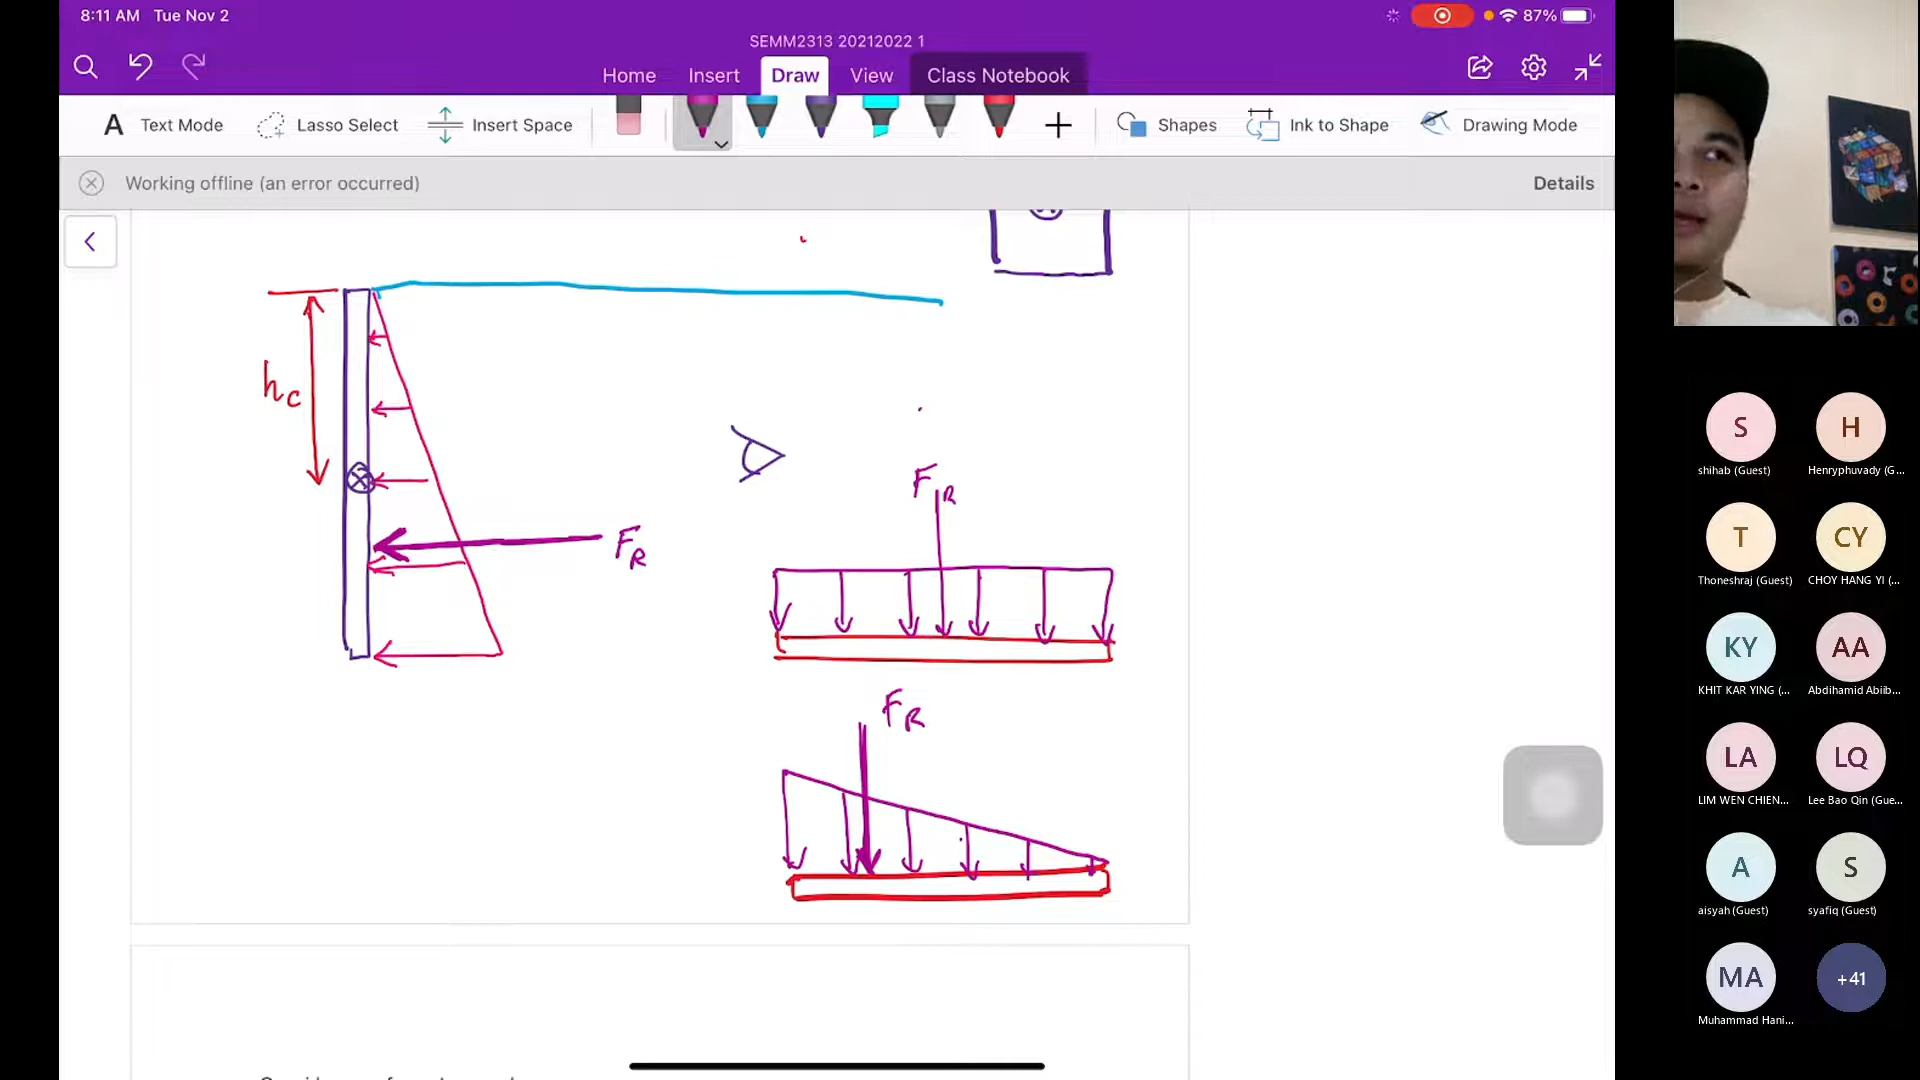 8:11 AM Tue Nov 2
87%
SEMM2313 20212022 1
Home Insert Draw View Class Notebook
A Text Mode Lasso Select Insert Space Shapes Ink to Shape Drawing Mode
Working offline (an error occurred) Details
hc
FR
FR
FR
S
shihab (Guest)
H
Henryphuvady (G...
T
Thoneshraj (Guest)
CY
CHOY HANG YI (...
KY
KHIT KAR YING (...
AA
Abdihamid Abiib...
LA
LIM WEN CHIEN...
LQ
Lee Bao Qin (Gue...
A
aisyah (Guest)
S
syafiq (Guest)
MA
Muhammad Hani...
+41